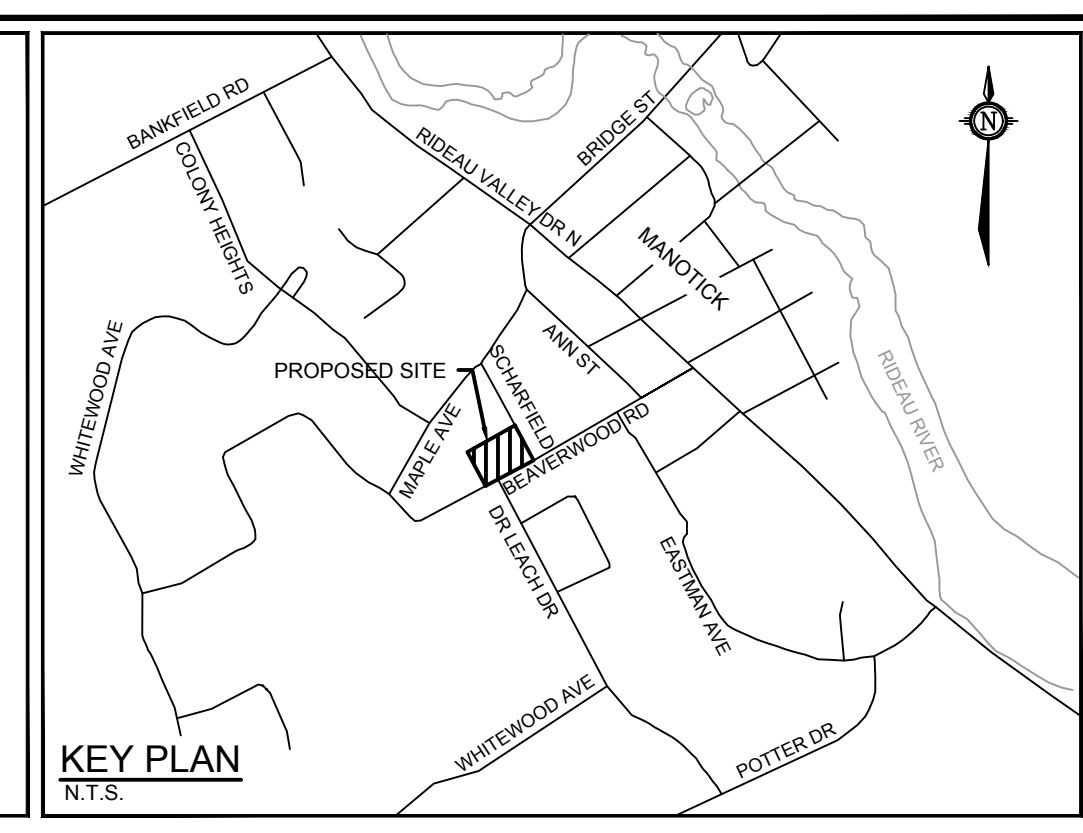 BANKFIELD RD
COLONY HEIGHTS
RIDEAU VALLEY DR N
BRIDGE ST
N
MANOTICK
WHITEWOOD AVE
ANN ST
SCHARFIELD
PROPOSED SITE
RIDEAU RIVER
MAPLE AVE
BEAVERWOOD RD
DR LEACH DR
EASTMAN AVE
WHITEWOOD AVE
POTTER DR
KEY PLAN
N.T.S.